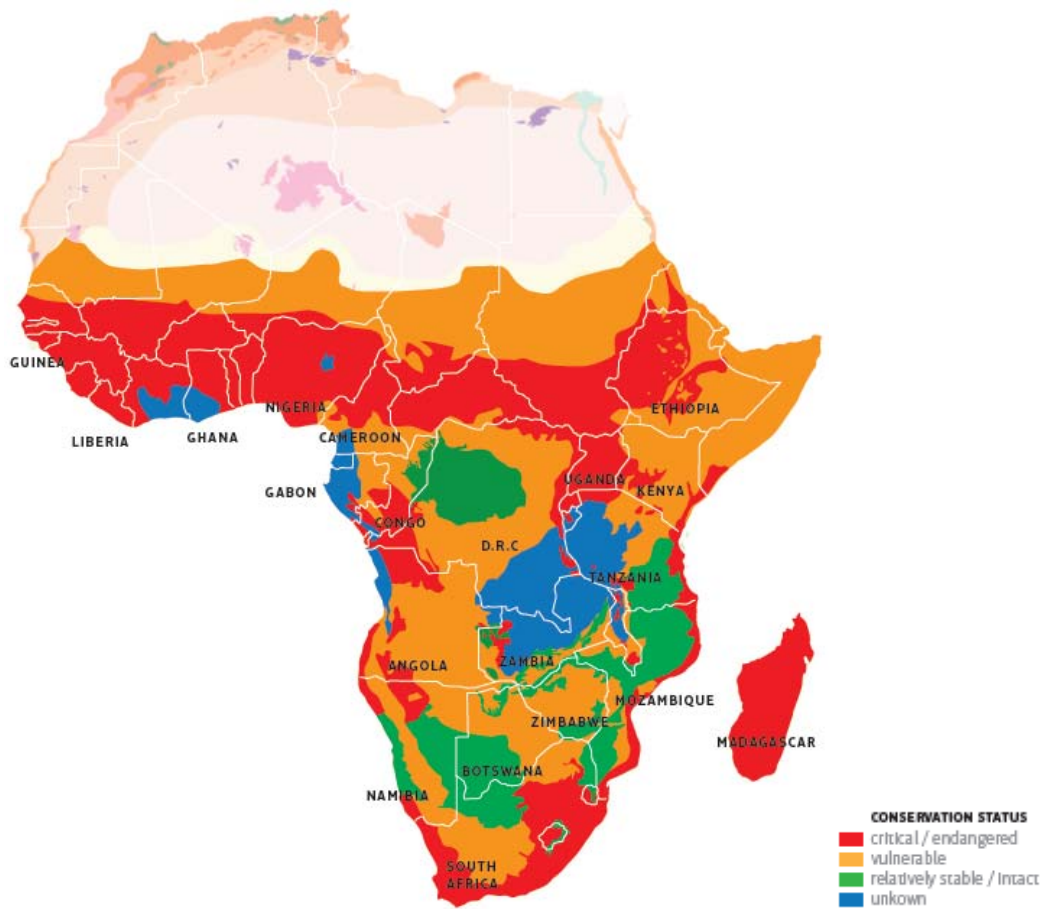 GUINEA
LIBERIA
GHANA
NIGERIA
CAMEROON
GABON
CONGO
D.R.C
UGANDA
KENYA
ETHIOPIA
TANZANIA
ANGOLA
ZAMBIA
MOZAMBIQUE
ZIMBABWE
MADAGASCAR
BOTSWANA
NAMIBIA
SOUTH
AFRICA
CONSERVATION STATUS
critical / endangered
vulnerable
relatively stable / intact
unkown